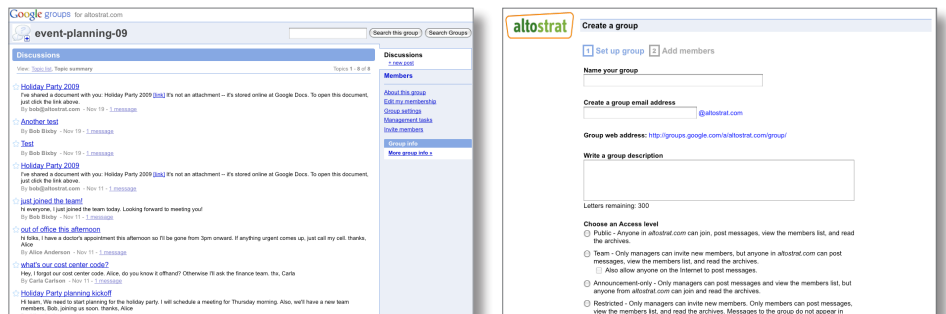 Google groups for altostrat.com
event-planning-09
Search this group
Search Groups
Discussions
View: Topic list, Topic summary
Topics 1 - 8 of 8
Holiday Party 2009
I've shared a document with you: Holiday Party 2009 [link] It's not an attachment -- it's stored online at Google Docs. To open this document,
just click the link above.
By bob@altostrat.com - Nov 19 - 1 message
Another test
By Bob Bixby - Nov 19 - 1 message
Test
By Bob Bixby - Nov 19 - 1 message
Holiday Party 2009
I've shared a document with you: Holiday Party 2009 [link] It's not an attachment -- it's stored online at Google Docs. To open this document,
just click the link above.
By bob@altostrat.com - Nov 11 - 1 message
just joined the team!
hi everyone, I just joined the team today. Looking forward to meeting you!
By Bob Bixby - Nov 11 - 1 message
out of office this afternoon
hi folks, I have a doctor's appointment this afternoon so I'll be gone from 3pm onward. If anything urgent comes up, just call my cell. thanks,
Alice
By Alice Anderson - Nov 11 - 1 message
what's our cost center code?
Hey, I forgot our cost center code. Alice, do you know it offhand? Otherwise I'll ask the finance team. thx, Carla
By Carla Carlson - Nov 11 - 1 message
Holiday Party planning kickoff
Hi team, We need to start planning for the holiday party. I will schedule a meeting for Thursday morning. Also, we'll have a new team
members, Bob, joining us soon. thanks, Alice
Discussions
+ new post
Members
About this group
Edit my membership
Group settings
Management tasks
Invite members
Group info
More group info »
altostrat
Create a group
1 Set up group 2 Add members
Name your group
Create a group email address
@altostrat.com
Group web address: http://groups.google.com/a/altostrat.com/group/
Write a group description
Letters remaining: 300
Choose an Access level
Public - Anyone in altostrat.com can join, post messages, view the members list, and read
the archives.
Team - Only managers can invite new members, but anyone in altostrat.com can post
messages, view the members list, and read the archives.
Also allow anyone on the Internet to post messages.
Announcement-only - Only managers can post messages and view the members list, but
anyone from altostrat.com can join and read the archives.
Restricted - Only managers can invite new members. Only members can post messages,
view the members list, and read the archives. Messages to the group do not appear in